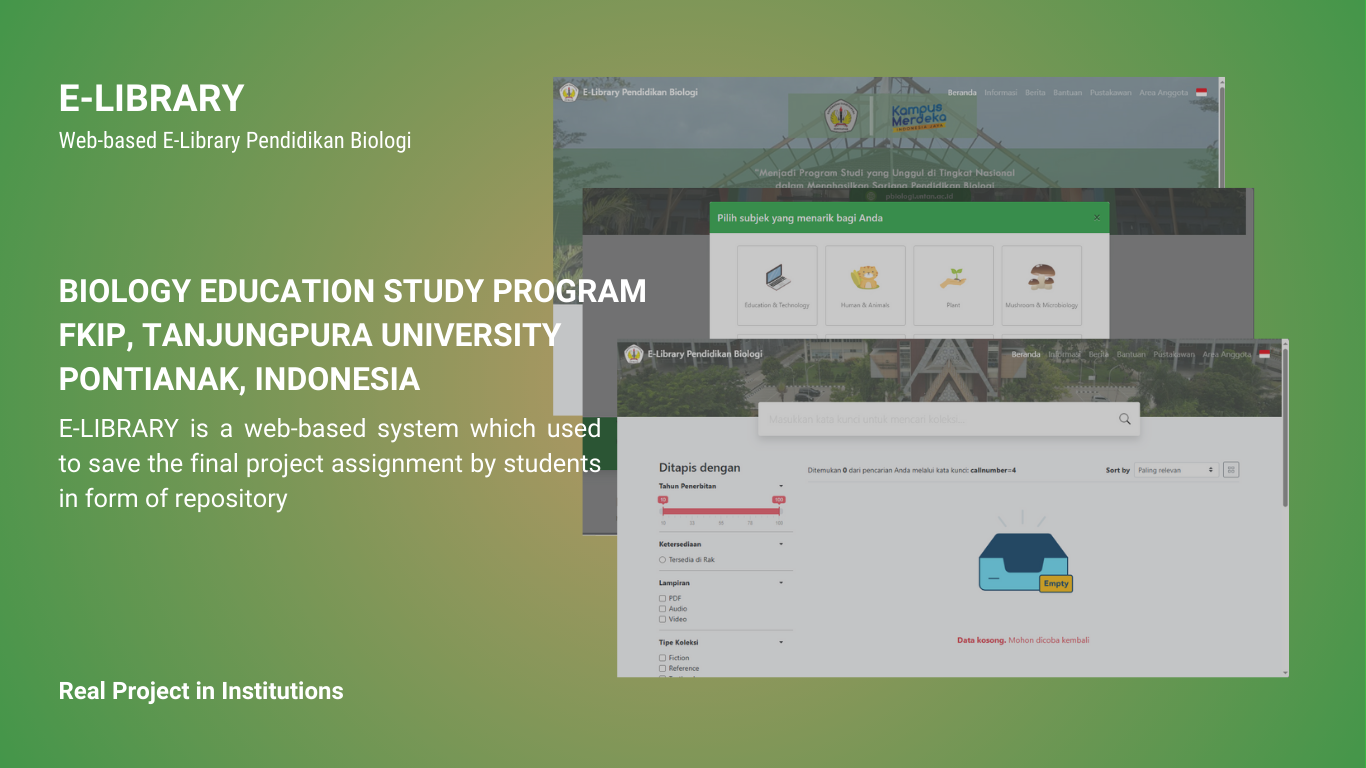 E-LIBRARY
Web-based E-Library Pendidikan Biologi
BIOLOGY EDUCATION STUDY PROGRAM
FKIP, TANJUNGPURA UNIVERSITY
PONTIANAK, INDONESIA
E-LIBRARY is a web-based system which used
to save the final project assignment by students
in form of repository
Real Project in Institutions
E-Library Pendidikan Biologi
Beranda Informasi Berita Bantuan Pustakawan Area Anggota
Kampus
Merdeka
INDONESIA JAYA
"Menjadi Program Studi yang Unggul di Tingkat Nasional
dalam Menghasilkan Sarjana Pendidikan Biologi
pbiologi.untan.ac.id
Pilih subjek yang menarik bagi Anda
×
Education & Technology
Human & Animals
Plant
Mushroom & Microbiology
E-Library Pendidikan Biologi
Beranda Informasi Berita Bantuan Pustakawan Area Anggota
Masukkan kata kunci untuk mencari koleksi...
Ditapis dengan
Tahun Penerbitan
10 100
10 25 50 75 100
Ketersediaan
Tersedia di Rak
Lampiran
PDF
Audio
Video
Tipe Koleksi
Fiction
Reference
Ditemukan 0 dari pencarian Anda melalui kata kunci: callnumber=4
Sort by Paling relevan
Empty
Data kosong. Mohon dicoba kembali